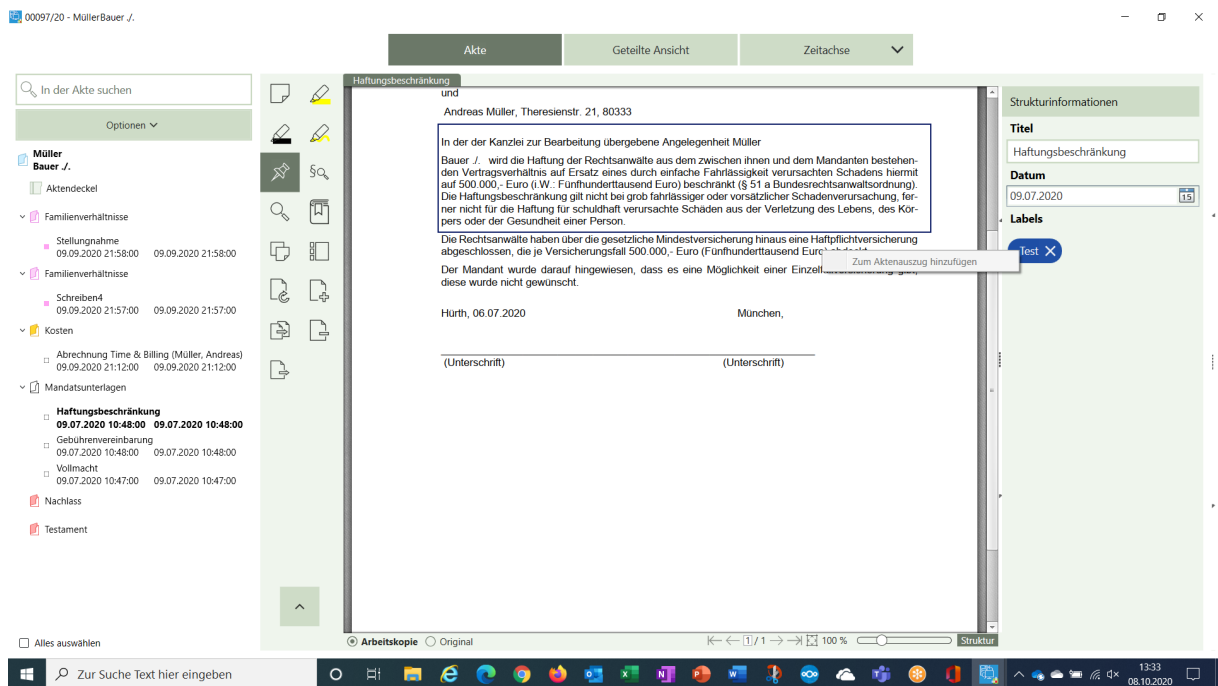 00097/20 - MüllerBauer ./.
Akte
Geteilte Ansicht
Zeitachse
In der Akte suchen
Optionen
Müller
Bauer ./.
Aktendeckel
Familienverhältnisse
Stellungnahme
09.09.2020 21:58:00 09.09.2020 21:58:00
Familienverhältnisse
Schreiben4
09.09.2020 21:57:00 09.09.2020 21:57:00
Kosten
Abrechnung Time & Billing (Müller, Andreas)
09.09.2020 21:12:00 09.09.2020 21:12:00
Mandatsunterlagen
Haftungsbeschränkung
09.07.2020 10:48:00 09.07.2020 10:48:00
Gebührenvereinbarung
09.07.2020 10:48:00 09.07.2020 10:48:00
Vollmacht
09.07.2020 10:47:00 09.07.2020 10:47:00
Nachlass
Testament
Alles auswählen
Haftungsbeschränkung
und
Andreas Müller, Theresienstr. 21, 80333
In der der Kanzlei zur Bearbeitung übergebene Angelegenheit Müller
Bauer ./. wird die Haftung der Rechtsanwälte aus dem zwischen ihnen und dem Mandanten bestehen-
den Vertragsverhältnis auf Ersatz eines durch einfache Fahrlässigkeit verursachten Schadens hiermit
auf 500.000,- Euro (i.W.: Fünfhunderttausend Euro) beschränkt (§ 51 a Bundesrechtsanwaltsordnung).
Die Haftungsbeschränkung gilt nicht bei grob fahrlässiger oder vorsätzlicher Schadenverursachung, fer-
ner nicht für die Haftung für schuldhaft verursachte Schäden aus der Verletzung des Lebens, des Kör-
pers oder der Gesundheit einer Person.
Die Rechtsanwälte haben über die gesetzliche Mindestversicherung hinaus eine Haftpflichtversicherung
abgeschlossen, die je Versicherungsfall 500.000,- Euro (Fünfhunderttausend Euro)
Zum Aktenauszug hinzufügen
Der Mandant wurde darauf hingewiesen, dass es eine Möglichkeit einer
diese wurde nicht gewünscht.
Hürth, 06.07.2020 München,
(Unterschrift) (Unterschrift)
Arbeitskopie Original
1 / 1 100 %
Struktur
Strukturinformationen
Titel
Haftungsbeschränkung
Datum
09.07.2020 15
Labels
Test
Zur Suche Text hier eingeben
13:33
08.10.2020